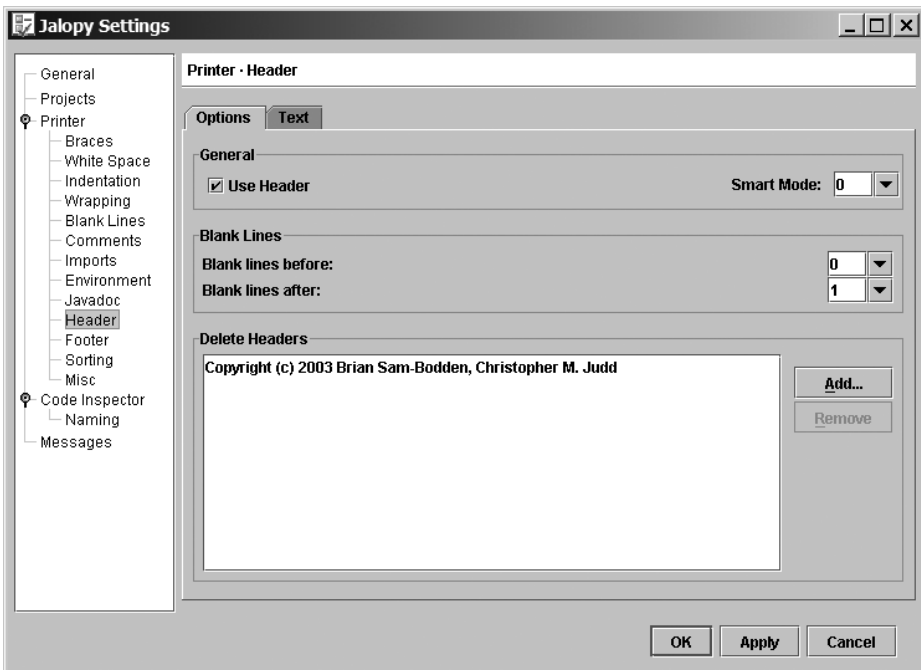 Jalopy Settings
General
Projects
Printer
Braces
White Space
Indentation
Wrapping
Blank Lines
Comments
Imports
Environment
Javadoc
Header
Footer
Sorting
Misc
Code Inspector
Naming
Messages
Printer · Header
Options Text
General
Use Header Smart Mode: 0
Blank Lines
Blank lines before: 0
Blank lines after: 1
Delete Headers
Copyright (c) 2003 Brian Sam-Bodden, Christopher M. Judd
Add...
Remove
OK Apply Cancel